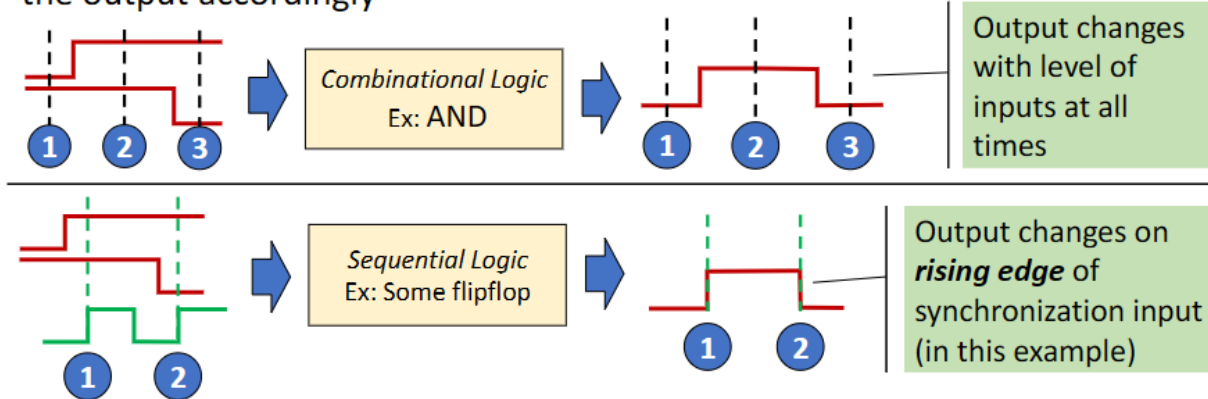 the output accordingly
Combinational Logic
Ex: AND
1 2 3
1 2 3
Output changes
with level of
inputs at all
times
Sequential Logic
Ex: Some flipflop
1 2
1 2
Output changes on
rising edge of
synchronization input
(in this example)